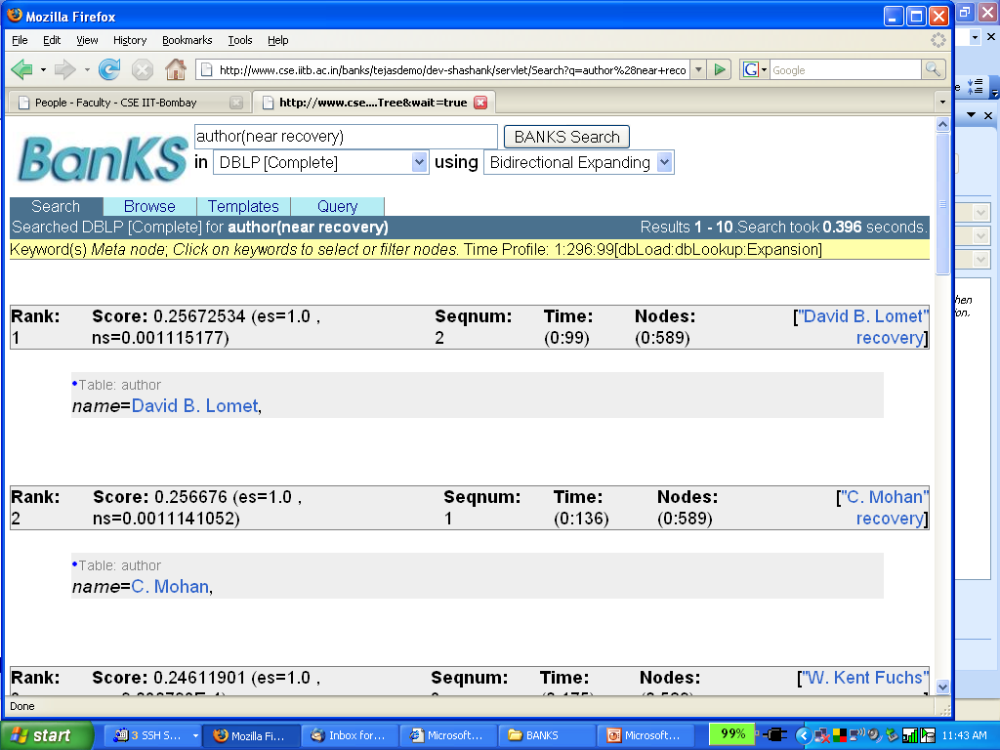 Mozilla Firefox
File Edit View History Bookmarks Tools Help
http://www.cse.iitb.ac.in/banks/tejasdemo/dev-shashank/servlet/Search?q=author%28near+reco
Google
People - Faculty - CSE IIT-Bombay
http://www.cse....Tree&wait=true
BANKS
author(near recovery) BANKS Search
in DBLP [Complete] using Bidirectional Expanding
Search Browse Templates Query
Searched DBLP [Complete] for author(near recovery) Results 1 - 10.Search took 0.396 seconds.
Keyword(s) Meta node; Click on keywords to select or filter nodes. Time Profile: 1:296:99[dbLoad:dbLookup:Expansion]
Rank: Score: 0.25672534 (es=1.0 , Seqnum: Time: Nodes: ["David B. Lomet"
1 ns=0.001115177) 2 (0:99) (0:589) recovery]
Table: author
name=David B. Lomet,
Rank: Score: 0.256676 (es=1.0 , Seqnum: Time: Nodes: ["C. Mohan"
2 ns=0.0011141052) 1 (0:136) (0:589) recovery]
Table: author
name=C. Mohan,
Rank: Score: 0.24611901 (es=1.0 , Seqnum: Time: Nodes: ["W. Kent Fuchs"
Done
start 3 SSH S... Mozilla Fi... Inbox for... Microsoft... BANKS Microsoft... 99% 11:43 AM